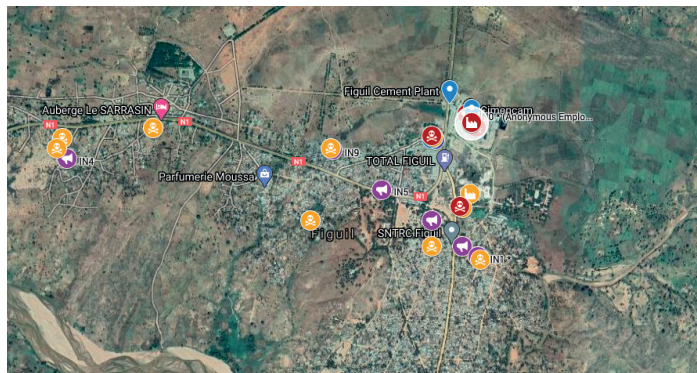 Figuil Cement Plant
Auberge Le SARRASIN
Cimencam
(Anonymous Emplo...
N1
N1
IN9
IN4
N1
TOTAL FIGUIL
Parfumerie Moussa
IN5
N1
Figuil
SNTRC Figuil
IN1*